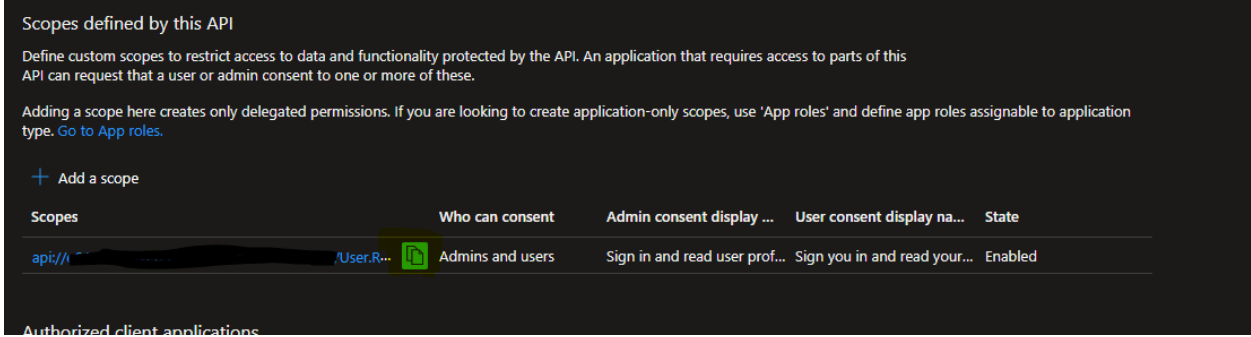 Scopes defined by this API
Define custom scopes to restrict access to data and functionality protected by the API. An application that requires access to parts of this
API can request that a user or admin consent to one or more of these.
Adding a scope here creates only delegated permissions. If you are looking to create application-only scopes, use 'App roles' and define app roles assignable to application
type. Go to App roles.
Add a scope
Scopes Who can consent Admin consent display ... User consent display na... State
api:// /User.R... Admins and users Sign in and read user prof... Sign you in and read your... Enabled
Authorized client applications